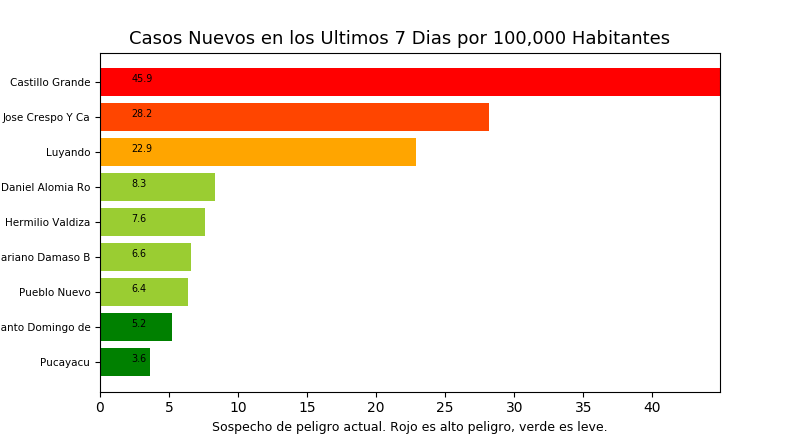 Casos Nuevos en los Ultimos 7 Dias por 100,000 Habitantes
Castillo Grande 45.9
Jose Crespo Y Ca 28.2
Luyando 22.9
Daniel Alomia Ro 8.3
Hermilio Valdiza 7.6
ariano Damaso B 6.6
Pueblo Nuevo 6.4
anto Domingo de 5.2
Pucayacu 3.6
0 5 10 15 20 25 30 35 40
Sospecho de peligro actual. Rojo es alto peligro, verde es leve.